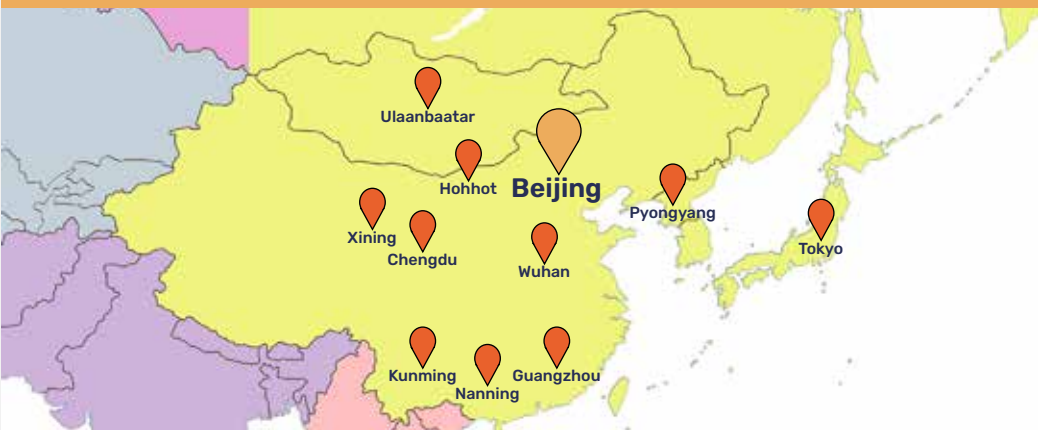 Ulaanbaatar
Hohhot
Beijing
Pyongyang
Xining
Chengdu
Wuhan
Tokyo
Kunming
Nanning
Guangzhou